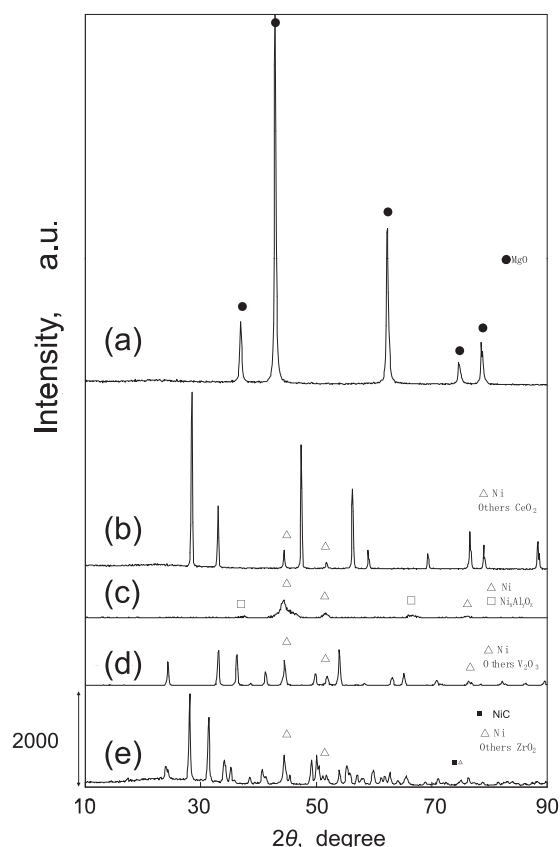 Intensity, a.u.
(a)
MgO
(b)
Ni
Others CeO₂
(c)
Ni
(d)
Ni
Others V₂O₃
2000
(e)
NiC
Ni
Others ZrO₂
10 30 50 70 90
2θ, degree